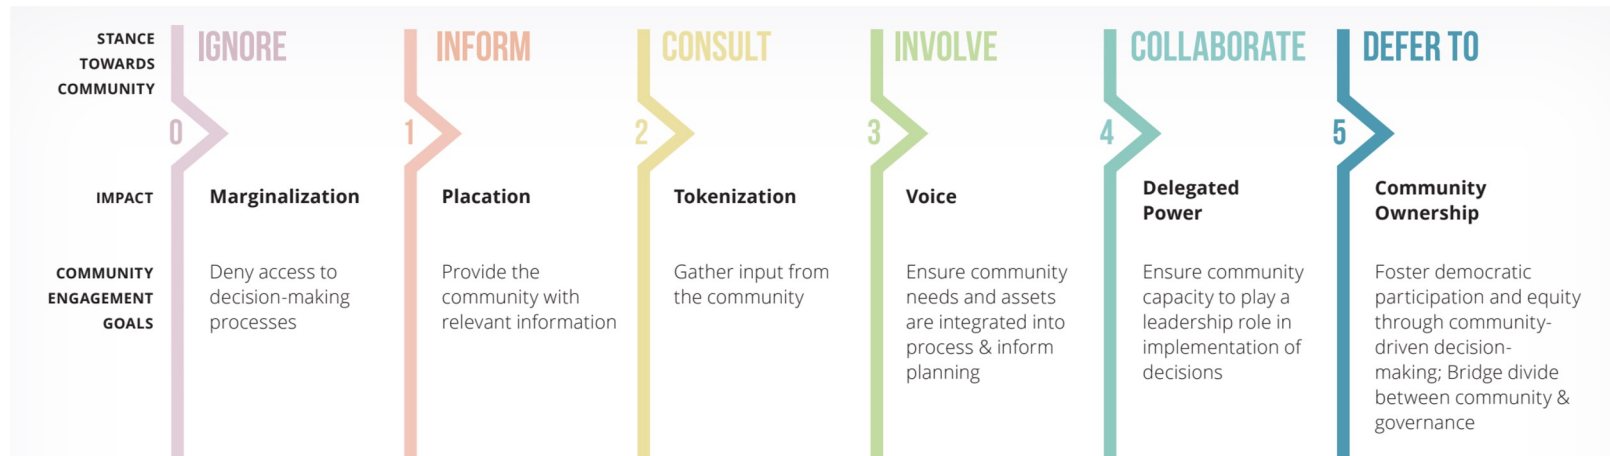 STANCE
TOWARDS
COMMUNITY
IGNORE
INFORM
CONSULT
INVOLVE
COLLABORATE
DEFER TO
0
1
2
3
4
5
IMPACT
Marginalization
Placation
Tokenization
Voice
Delegated
Power
Community
Ownership
COMMUNITY
ENGAGEMENT
GOALS
Deny access to
decision-making
processes
Provide the
community with
relevant information
Gather input from
the community
Ensure community
needs and assets
are integrated into
process & inform
planning
Ensure community
capacity to play a
leadership role in
implementation of
decisions
Foster democratic
participation and equity
through community-
driven decision-
making; Bridge divide
between community &
governance